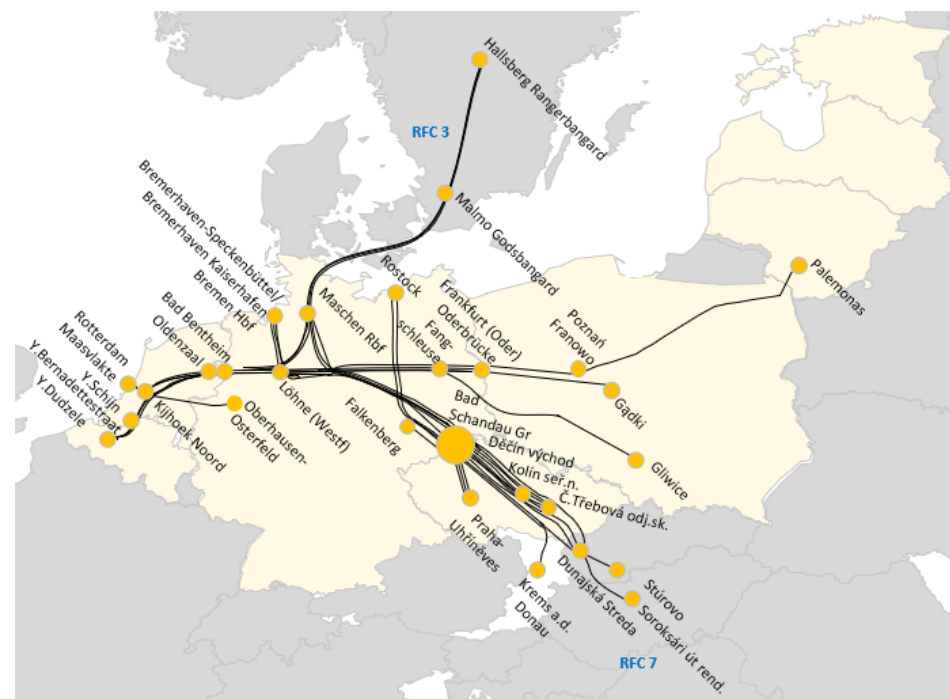 Hallsberg Rangerbangard
RFC 3
Malmo Godsbangard
Bremerhaven-Speckenbüttel/
Bremerhaven Kaiserhafen
Bremen Hbf
Rostock
Maschen Rbf
Palemonas
Frankfurt (Oder)
Oderbrücke
Fang-
schleuse
Poznań
Franowo
Bad Bentheim
Oldenzaal
Rotterdam
Maasvlakte
Y.Schijn
Y.Bernadettestraat
Y.Dudzele
Kijhoek Noord
Oberhausen-
Osterfeld
Löhne (Westf)
Falkenberg
Bad
Schandau Gr
Děčín východ
Kolín seř.n.
Č.Třebová odj.sk.
Gądki
Gliwice
Praha-
Uhříněves
Krems a.d.
Donau
Dunajská Streda
Stúrovo
Soroksári út rend.
RFC 7